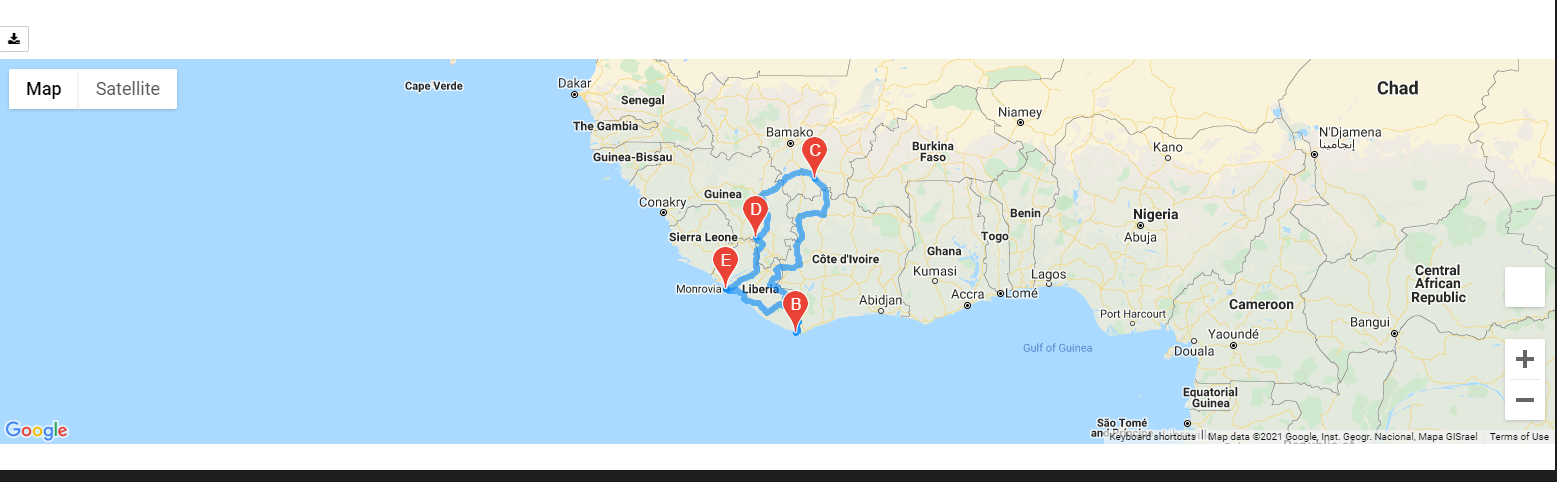 Map
Satellite
Cape Verde
Dakar
Senegal
The Gambia
Guinea-Bissau
Bamako
C
Burkina
Faso
Niamey
Chad
N'Djamena
إنجامينا
Kano
Guinea
D
Conakry
Sierra Leone
Benin
Nigeria
Abuja
Togo
Ghana
Côte d'Ivoire
E
Monrovia
Liberia
B
Kumasi
Lagos
Abidjan
Accra
Lomé
Central
African
Republic
Cameroon
Port Harcourt
Bangui
Yaoundé
Douala
Gulf of Guinea
Equatorial
Guinea
São Tomé
Google
Keyboard shortcuts
Map data ©2021 Google, Inst. Geogr. Nacional, Mapa GISrael
Terms of Use